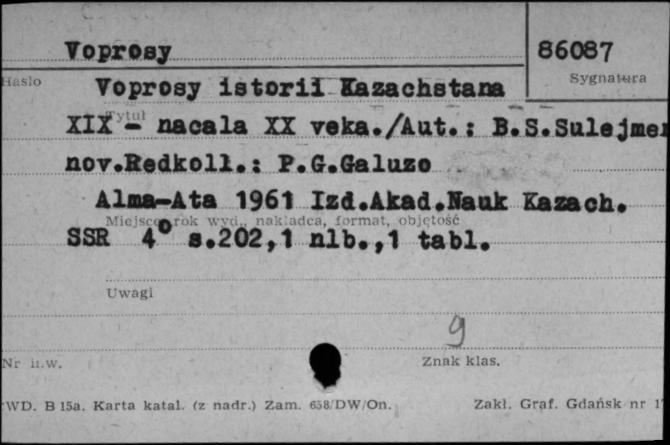 Voprosy
86087
Hasło
Sygnatura
Voprosy istorii Kazachstana
Tytuł
XIX - nacala XX veka./Aut.: B.S.Sulejme
nov.Redkoll.: P.G.Galuzo
Alma-Ata 1961 Izd.Akad.Nauk Kazach.
Miejsce, rok wyd., nakładca, format, objętość
SSR 4° s.202,1 nlb.,1 tabl.
Uwagi
9
Nr inw.
Znak klas.
WD. B 15a. Karta katal. (z nadr.) Zam. 658/DW/On.
Zakł. Graf. Gdańsk nr